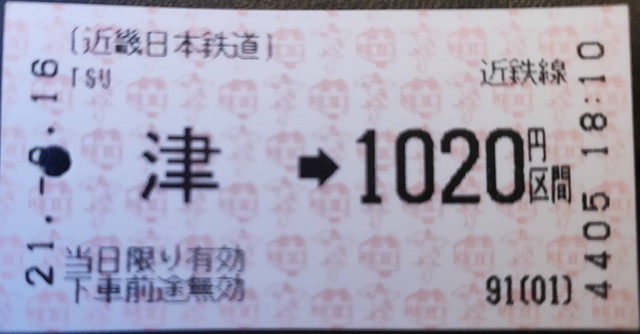 [近畿日本鉄道]
近鉄線
津 ➡ 1020円区間
当日限り有効
下車前途無効
91(01)
4405 18:10